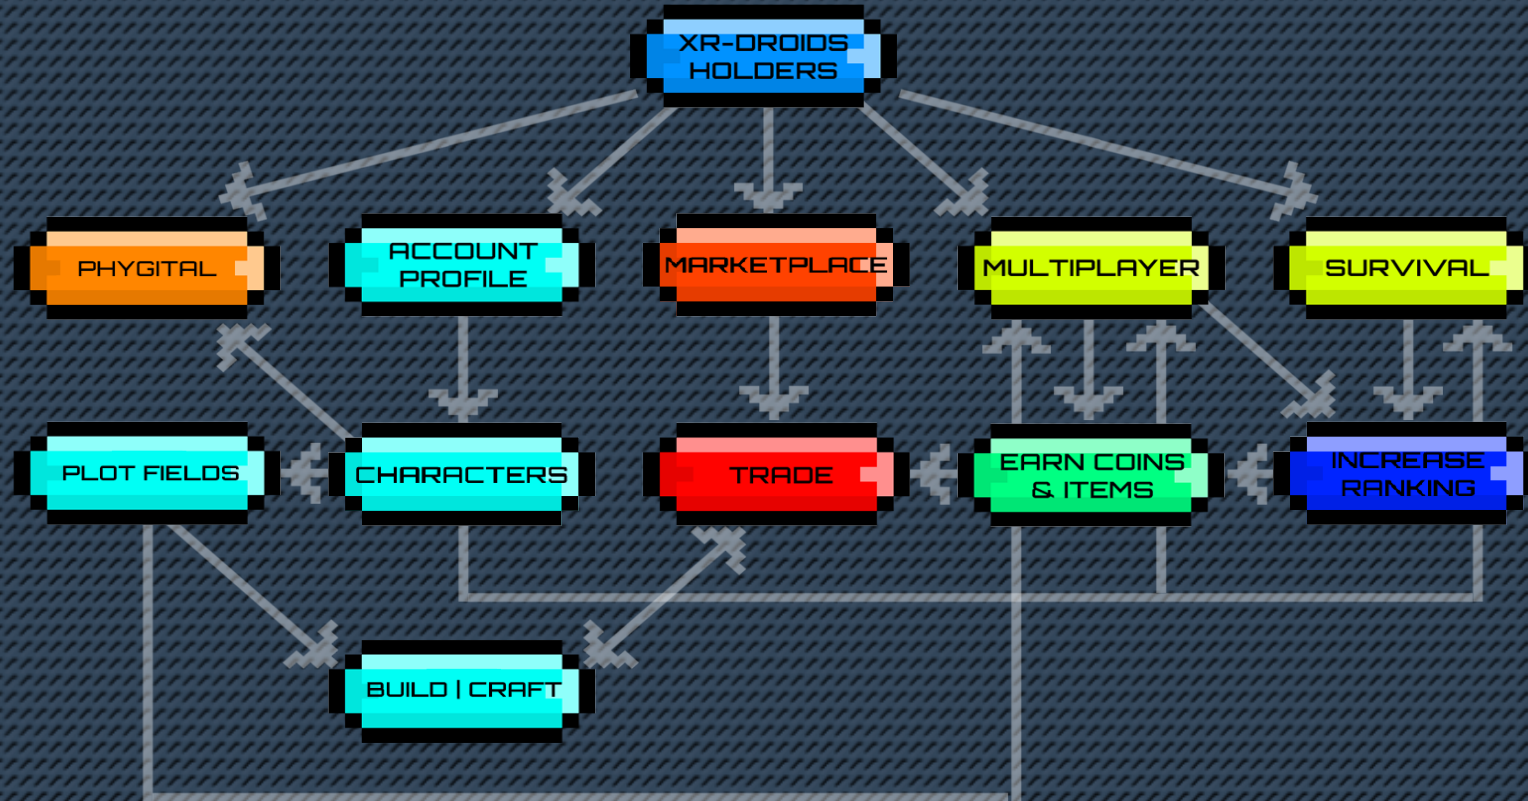 XR-DROIDS
HOLDERS
PHYGITAL
ACCOUNT
PROFILE
MARKETPLACE
MULTIPLAYER
SURVIVAL
PLOT FIELDS
CHARACTERS
TRADE
EARN COINS
& ITEMS
INCREASE
RANKING
BUILD | CRAFT